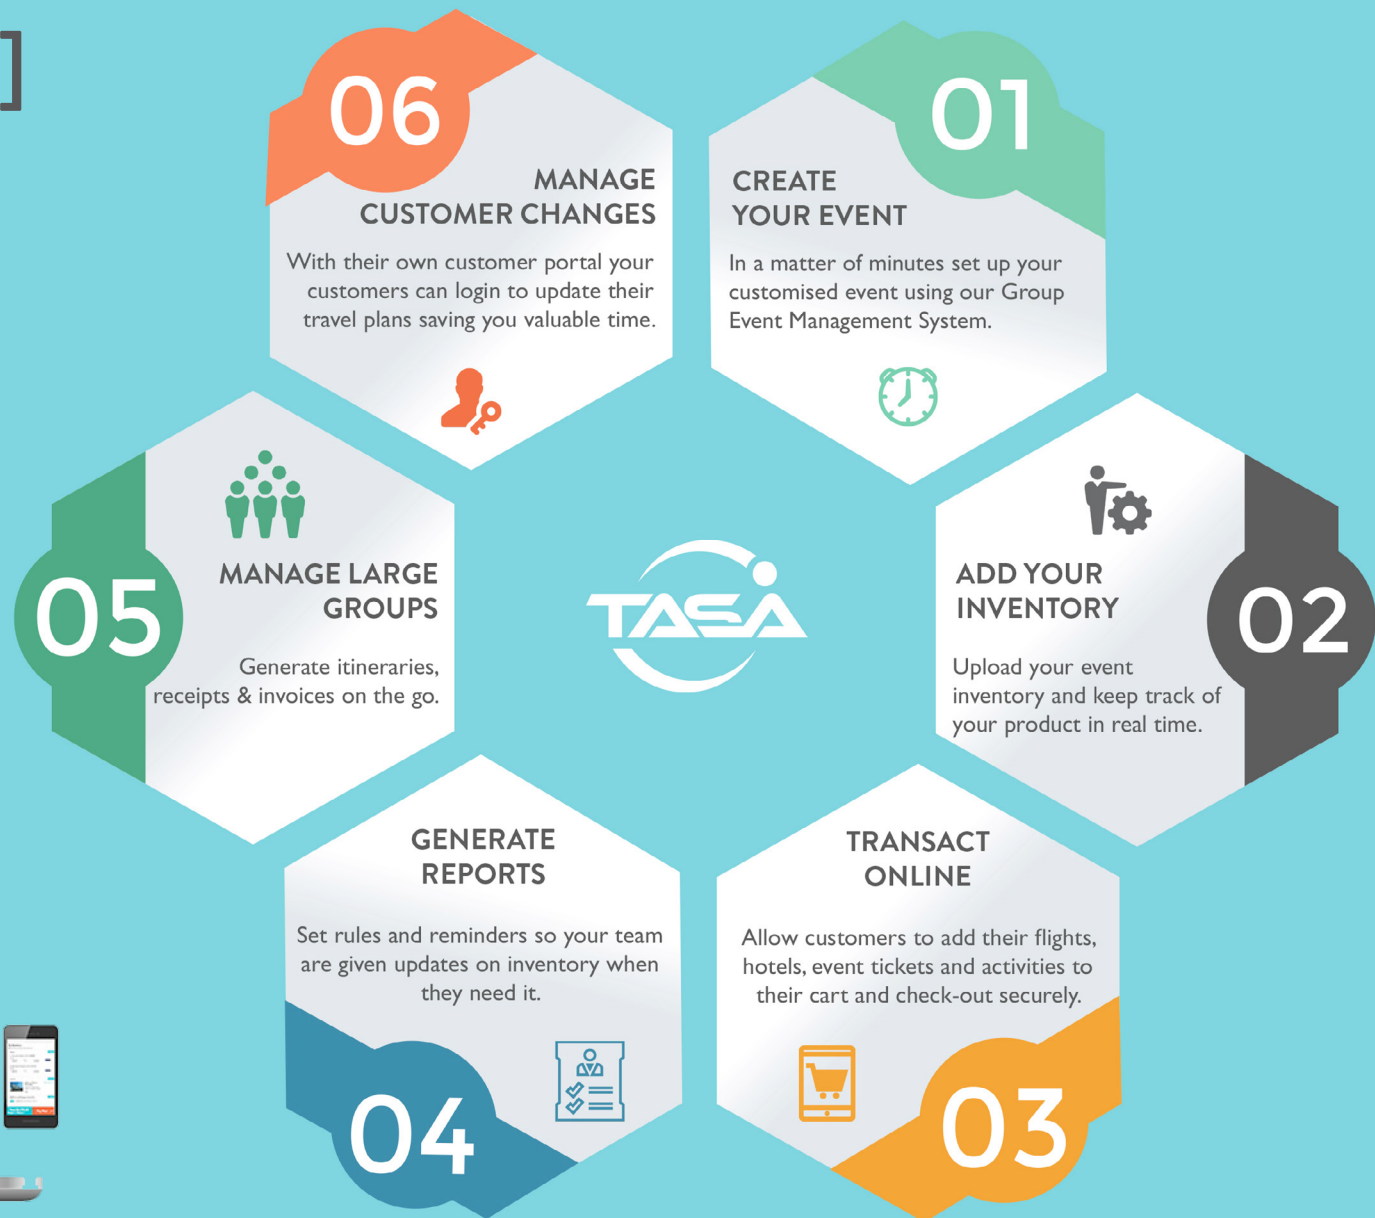 ]
01
CREATE
YOUR EVENT
In a matter of minutes set up your
customised event using our Group
Event Management System.
02
ADD YOUR
INVENTORY
Upload your event
inventory and keep track of
your product in real time.
03
TRANSACT
ONLINE
Allow customers to add their flights,
hotels, event tickets and activities to
their cart and check-out securely.
04
GENERATE
REPORTS
Set rules and reminders so your team
are given updates on inventory when
they need it.
05
MANAGE LARGE
GROUPS
Generate itineraries,
receipts & invoices on the go.
06
MANAGE
CUSTOMER CHANGES
With their own customer portal your
customers can login to update their
travel plans saving you valuable time.
TASA